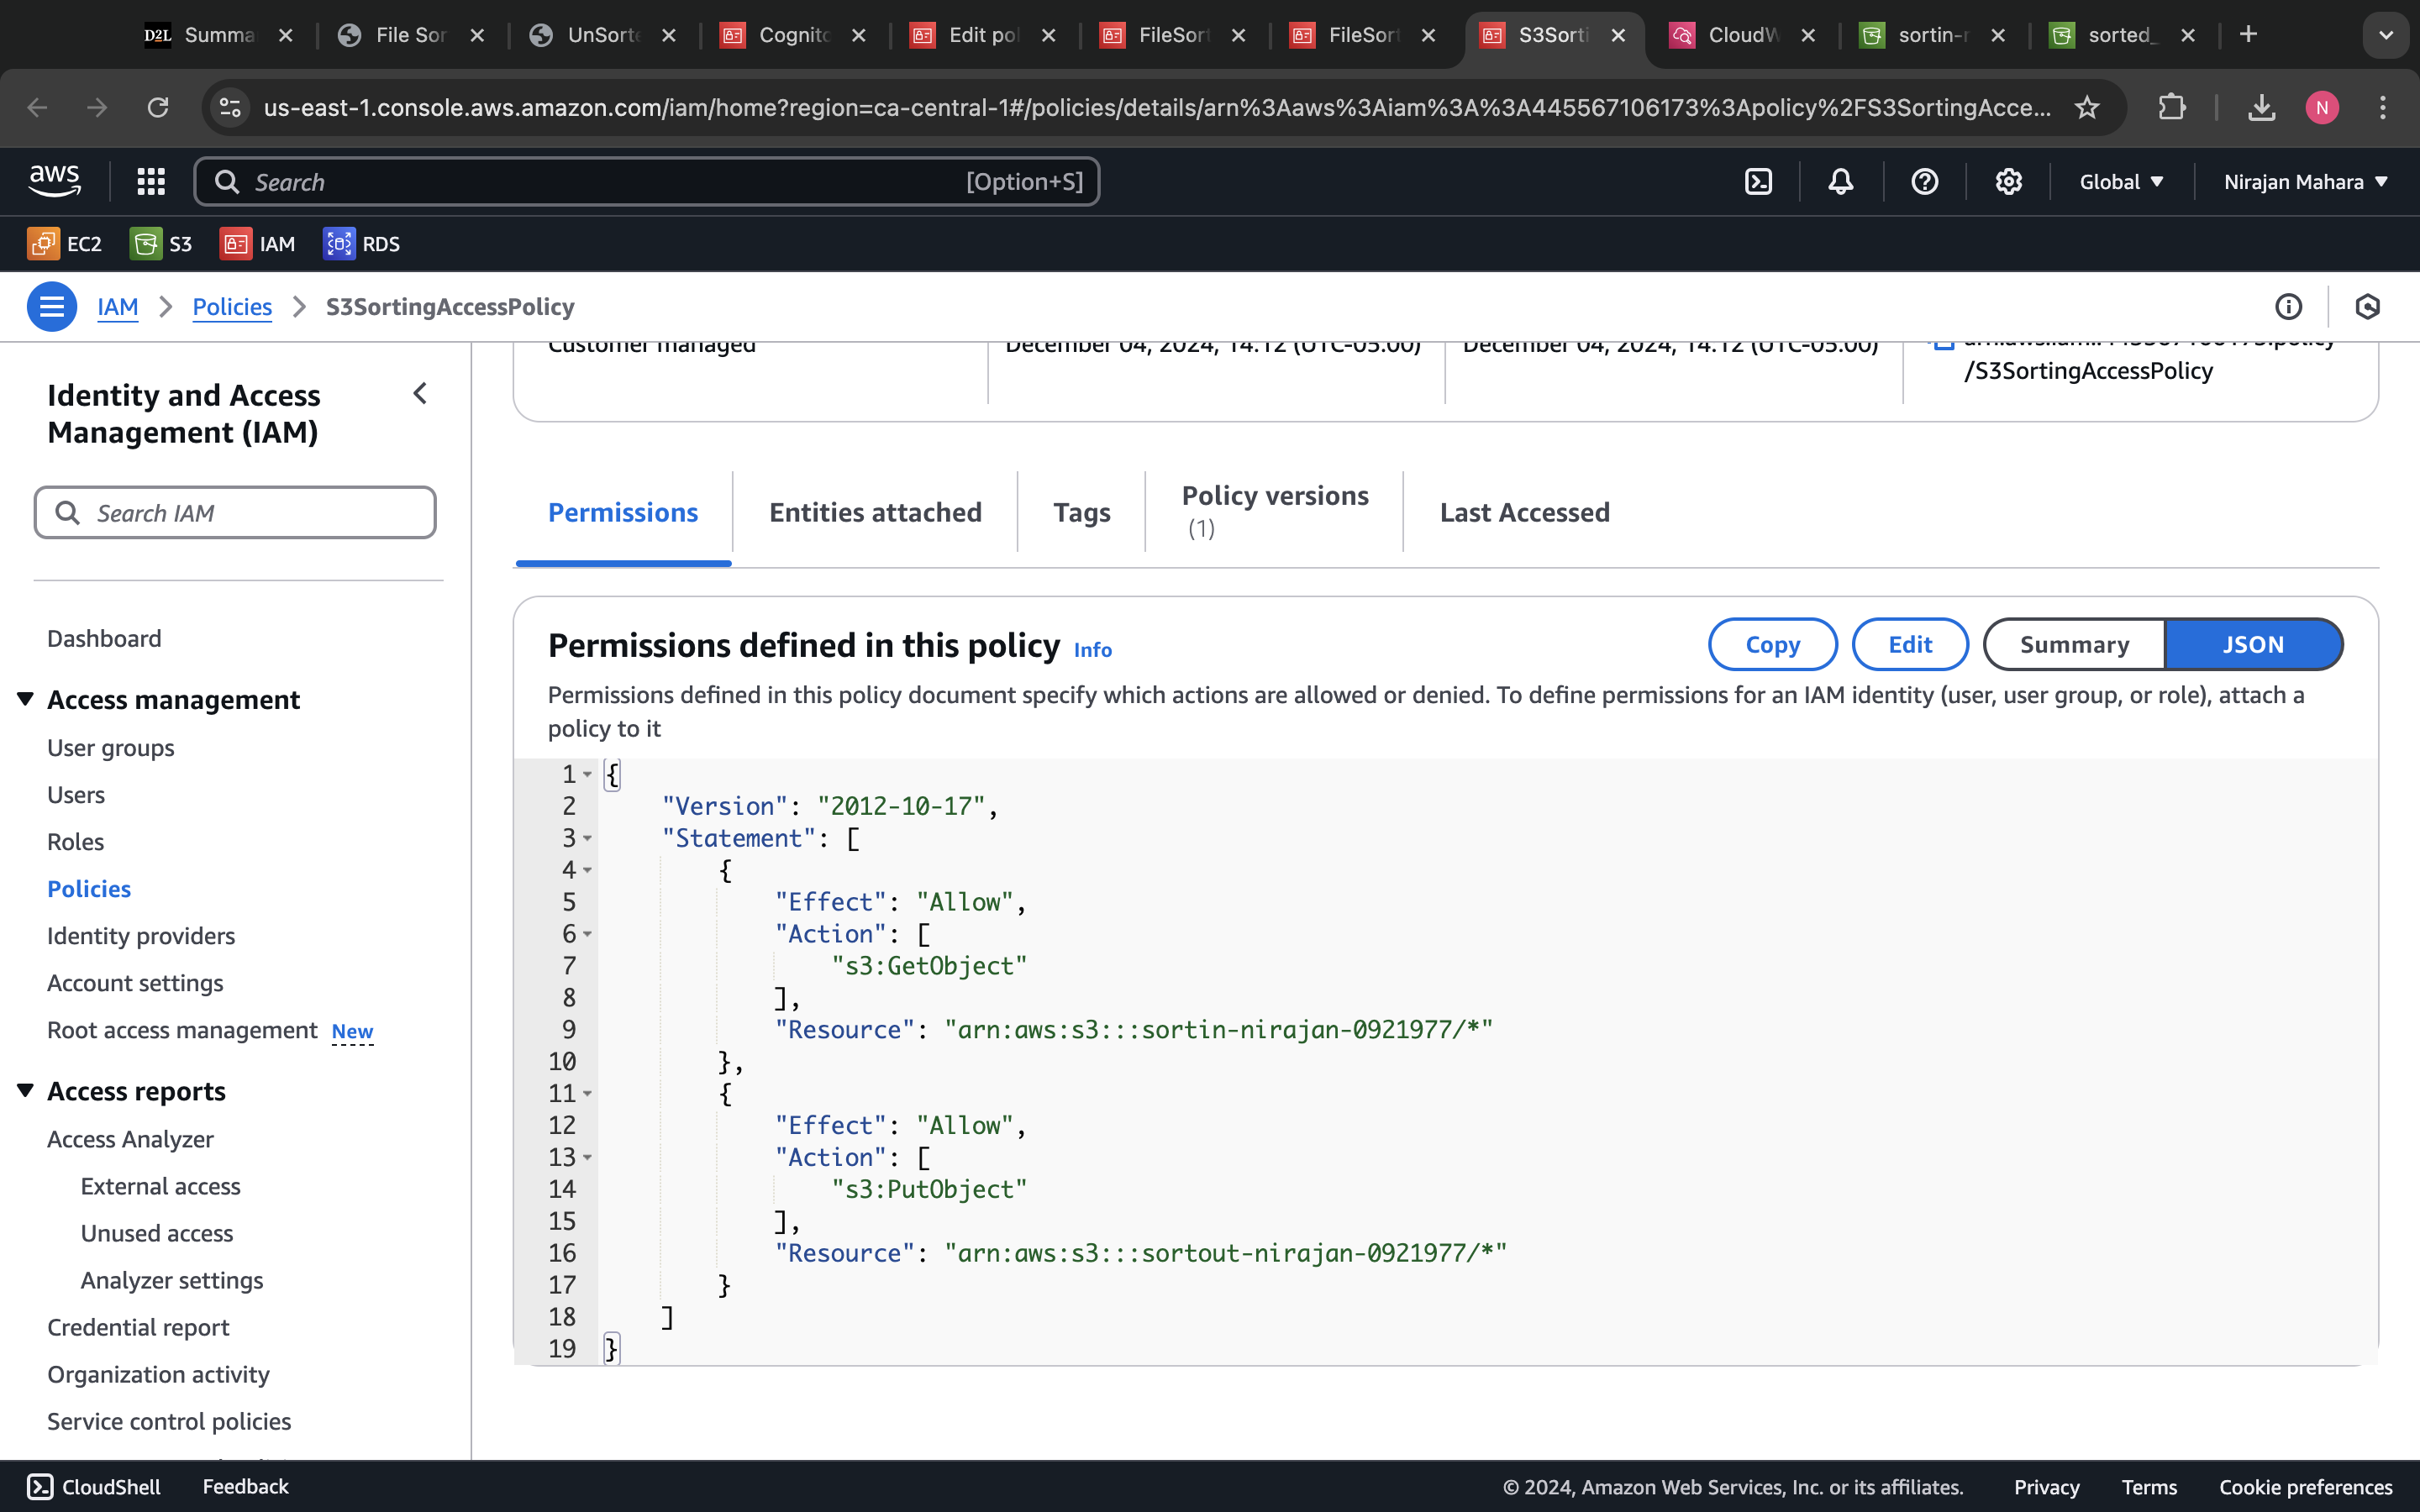 D2L Summa
File Sor
UnSorte
Cognito
Edit pol
FileSort
FileSort
S3Sorti
CloudW
sortin-n
sorted_
us-east-1.console.aws.amazon.com/iam/home?region=ca-central-1#/policies/details/arn%3Aaws%3Aiam%3A%3A445567106173%3Apolicy%2FS3SortingAcce...
N
aws
Search
[Option+S]
Global
Nirajan Mahara
EC2
S3
IAM
RDS
IAM
Policies
S3SortingAccessPolicy
Identity and Access
Management (IAM)
Search IAM
Dashboard
Access management
User groups
Users
Roles
Policies
Identity providers
Account settings
Root access management New
Access reports
Access Analyzer
External access
Unused access
Analyzer settings
Credential report
Organization activity
Service control policies
Customer managed
December 04, 2024, 14:12 (UTC-05:00)
December 04, 2024, 14:12 (UTC-05:00)
arn:aws:iam::445567106173:policy
/S3SortingAccessPolicy
Permissions
Entities attached
Tags
Policy versions
(1)
Last Accessed
Permissions defined in this policy Info
Copy
Edit
Summary
JSON
Permissions defined in this policy document specify which actions are allowed or denied. To define permissions for an IAM identity (user, user group, or role), attach a
policy to it
1 {
2 "Version": "2012-10-17",
3 "Statement": [
4 {
5 "Effect": "Allow",
6 "Action": [
7 "s3:GetObject"
8 ],
9 "Resource": "arn:aws:s3:::sortin-nirajan-0921977/*"
10 },
11 {
12 "Effect": "Allow",
13 "Action": [
14 "s3:PutObject"
15 ],
16 "Resource": "arn:aws:s3:::sortout-nirajan-0921977/*"
17 }
18 ]
19 }
CloudShell
Feedback
© 2024, Amazon Web Services, Inc. or its affiliates.
Privacy
Terms
Cookie preferences